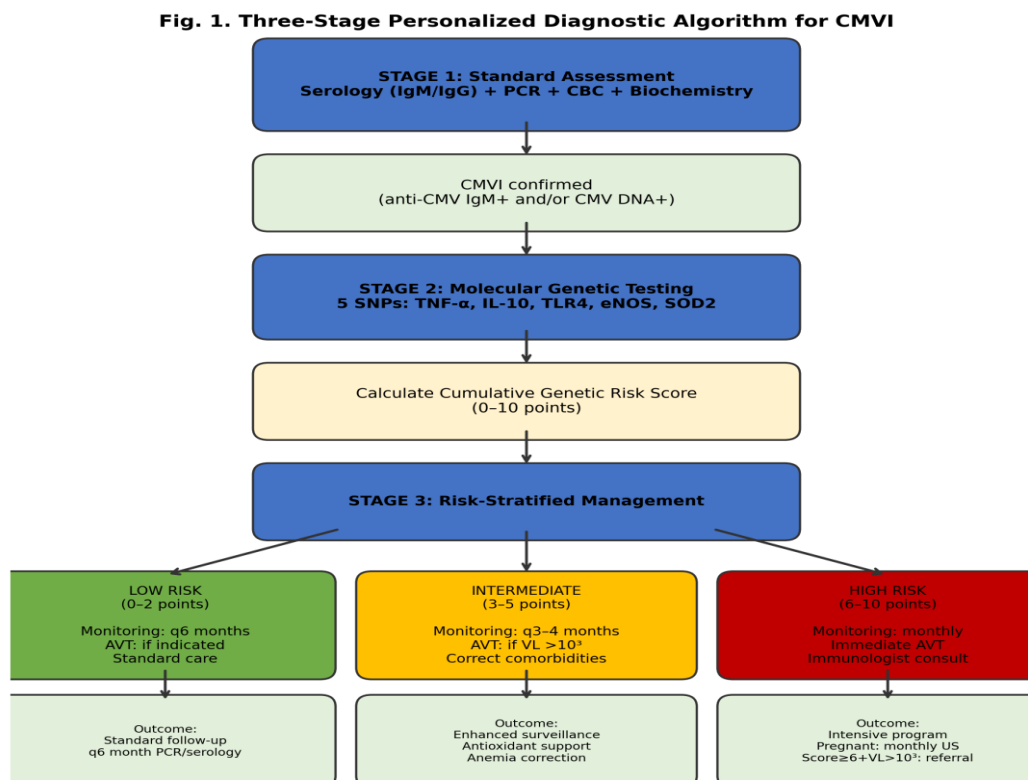 Fig. 1. Three-Stage Personalized Diagnostic Algorithm for CMVI
STAGE 1: Standard Assessment
Serology (IgM/IgG) + PCR + CBC + Biochemistry
CMVI confirmed
(anti-CMV IgM+ and/or CMV DNA+)
STAGE 2: Molecular Genetic Testing
5 SNPs: TNF-α, IL-10, TLR4, eNOS, SOD2
Calculate Cumulative Genetic Risk Score
(0–10 points)
STAGE 3: Risk-Stratified Management
LOW RISK
(0–2 points)
Monitoring: q6 months
AVT: if indicated
Standard care
INTERMEDIATE
(3–5 points)
Monitoring: q3–4 months
AVT: if VL >10³
Correct comorbidities
HIGH RISK
(6–10 points)
Monitoring: monthly
Immediate AVT
Immunologist consult
Outcome:
Standard follow-up
q6 month PCR/serology
Outcome:
Enhanced surveillance
Antioxidant support
Anemia correction
Outcome:
Intensive program
Pregnant: monthly US
Score≥6+VL>10³: referral